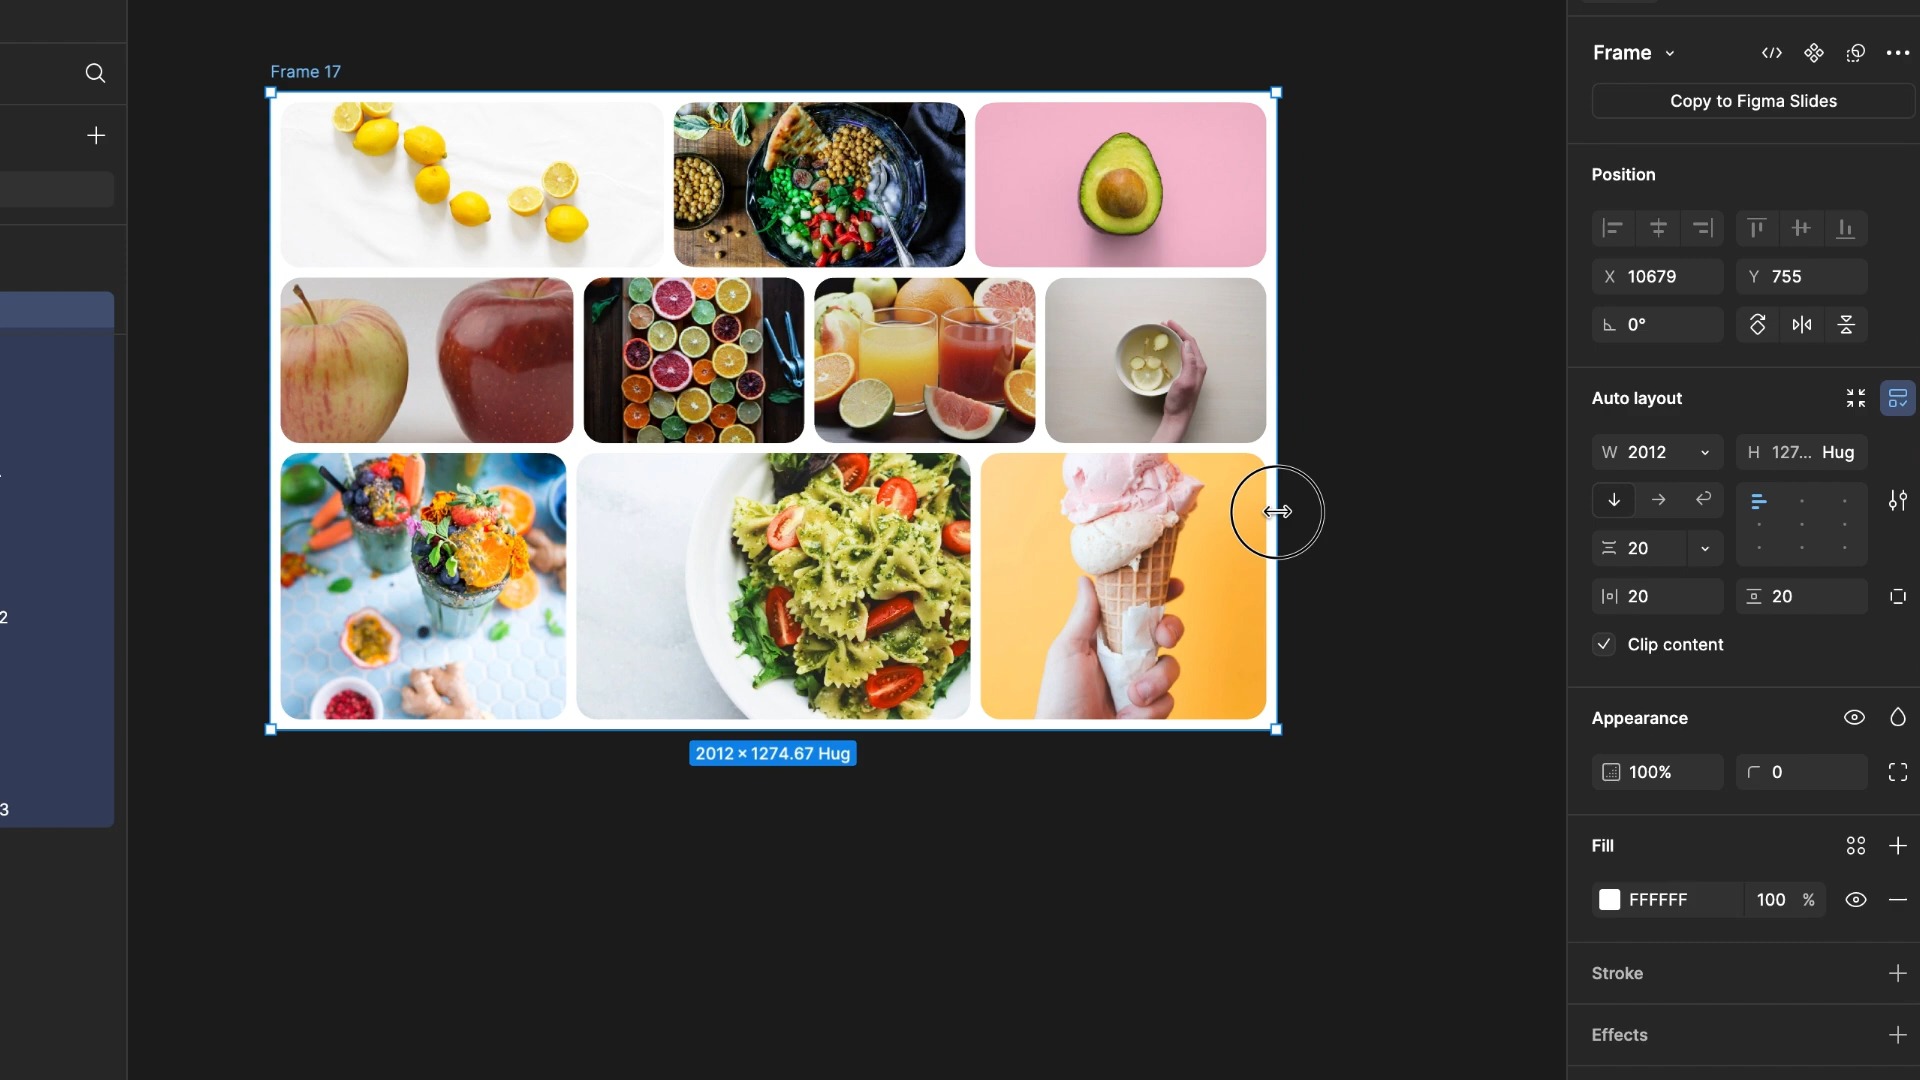 Frame 17
2
3
2012 × 1274.67 Hug
Frame
Copy to Figma Slides
Position
X 10679
Y 755
0°
Auto layout
W 2012
H 127... Hug
20
20
20
Clip content
Appearance
100%
0
Fill
FFFFFF 100 %
Stroke
Effects